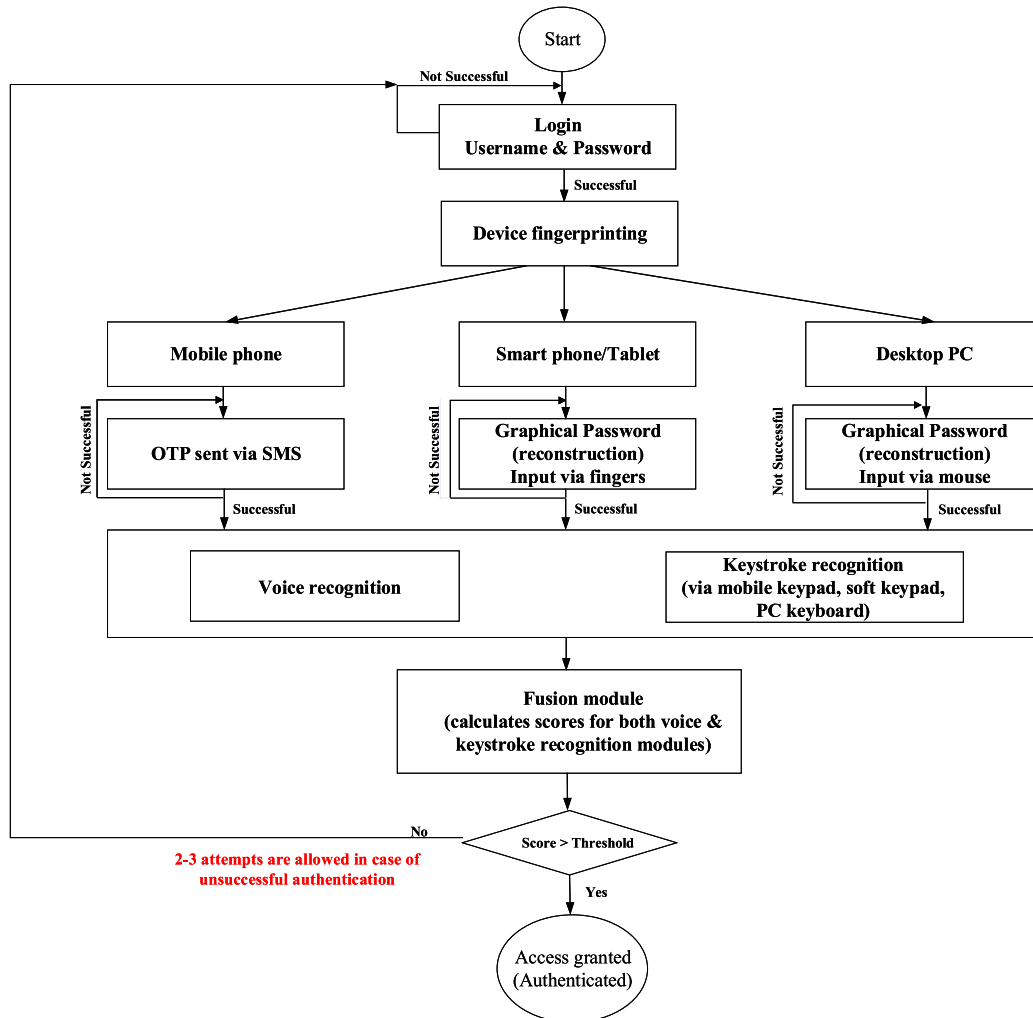 Start
Not Successful
Login
Username & Password
Successful
Device fingerprinting
Mobile phone
Smart phone/Tablet
Desktop PC
Not Successful
OTP sent via SMS
Successful
Not Successful
Graphical Password
(reconstruction)
Input via fingers
Successful
Not Successful
Graphical Password
(reconstruction)
Input via mouse
Successful
Voice recognition
Keystroke recognition
(via mobile keypad, soft keypad,
PC keyboard)
Fusion module
(calculates scores for both voice &
keystroke recognition modules)
No
Score > Threshold
2-3 attempts are allowed in case of
unsuccessful authentication
Yes
Access granted
(Authenticated)